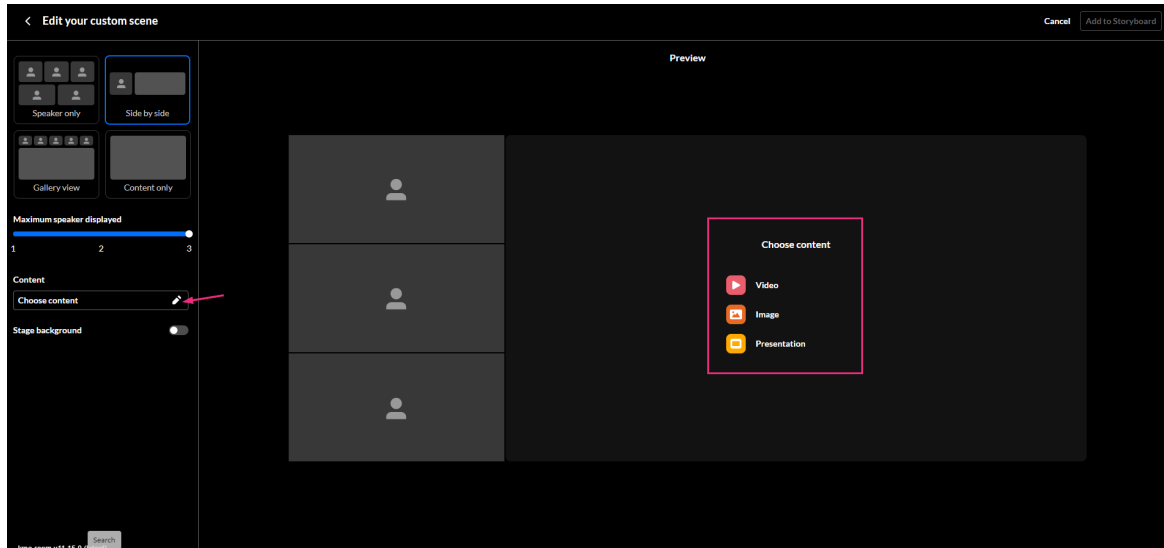 Edit your custom scene
Cancel
Add to Storyboard
Preview
Speaker only
Side by side
Gallery view
Content only
Maximum speaker displayed
1 2 3
Content
Choose content
Stage background
Choose content
Video
Image
Presentation
Search